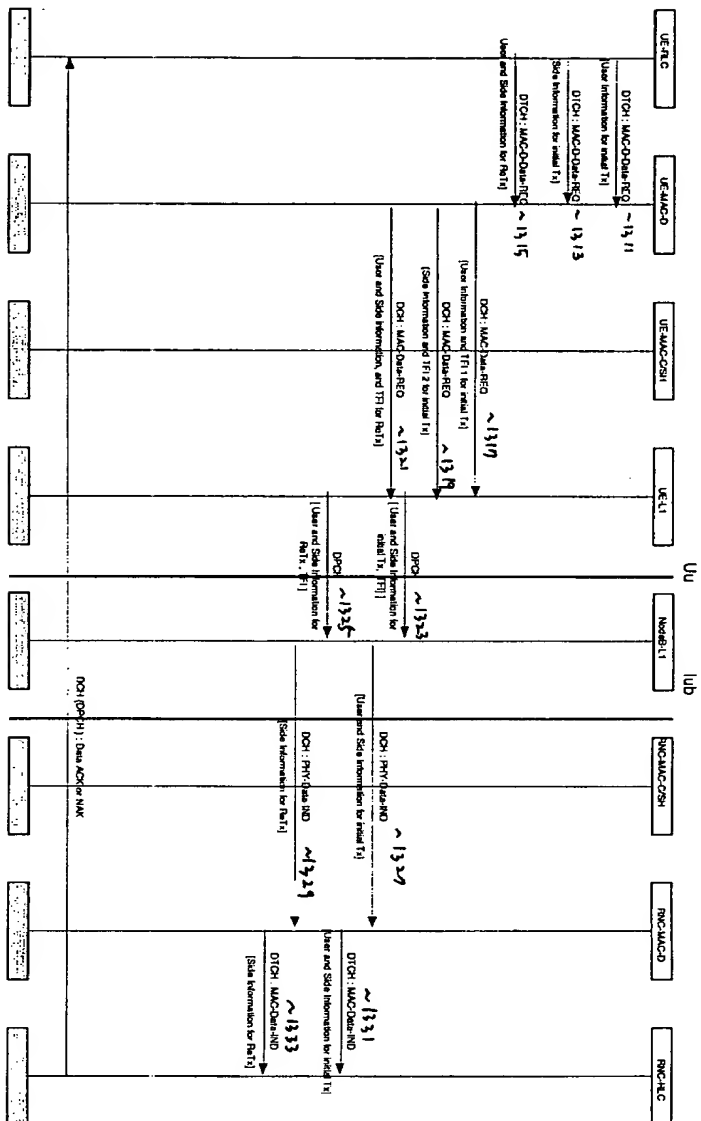 UE-RLC
UE-MAC-D
UE-MAC-C/SH
UE-L1
Uu
NodeB-L1
Iub
RNC-MAC-C/SH
RNC-MAC-D
RNC-RLC
DTCH : MAC-D-Data-REQ ~1311
[User Information for initial Tx]
DTCH : MAC-D-Data-REQ ~1313
[Side Information for initial Tx]
DTCH : MAC-D-Data-REQ ~1315
[User and Side Information for ReTx]
DCH : MAC-Data-REQ ~1317
[User Information and TFI 1 for initial Tx]
DCH : MAC-Data-REQ ~1319
[Side Information and TFI 2 for initial Tx]
DCH : MAC-Data-REQ ~1321
[User and Side Information, and TFI for ReTx]
DPCH ~1323
[User and Side Information for
initial Tx, TFI]
DPCH ~1325
[User and Side Information for
ReTx, TFI]
DCH : PHY-Data-IND ~1327
[User and Side Information for initial Tx]
DCH : PHY-Data-IND ~1329
[Side Information for ReTx]
DTCH : MAC-Data-IND ~1331
[User and Side Information for initial Tx]
DTCH : MAC-Data-IND ~1333
[Side Information for ReTx]
DCH (DPCH) : Data ACK or NAK